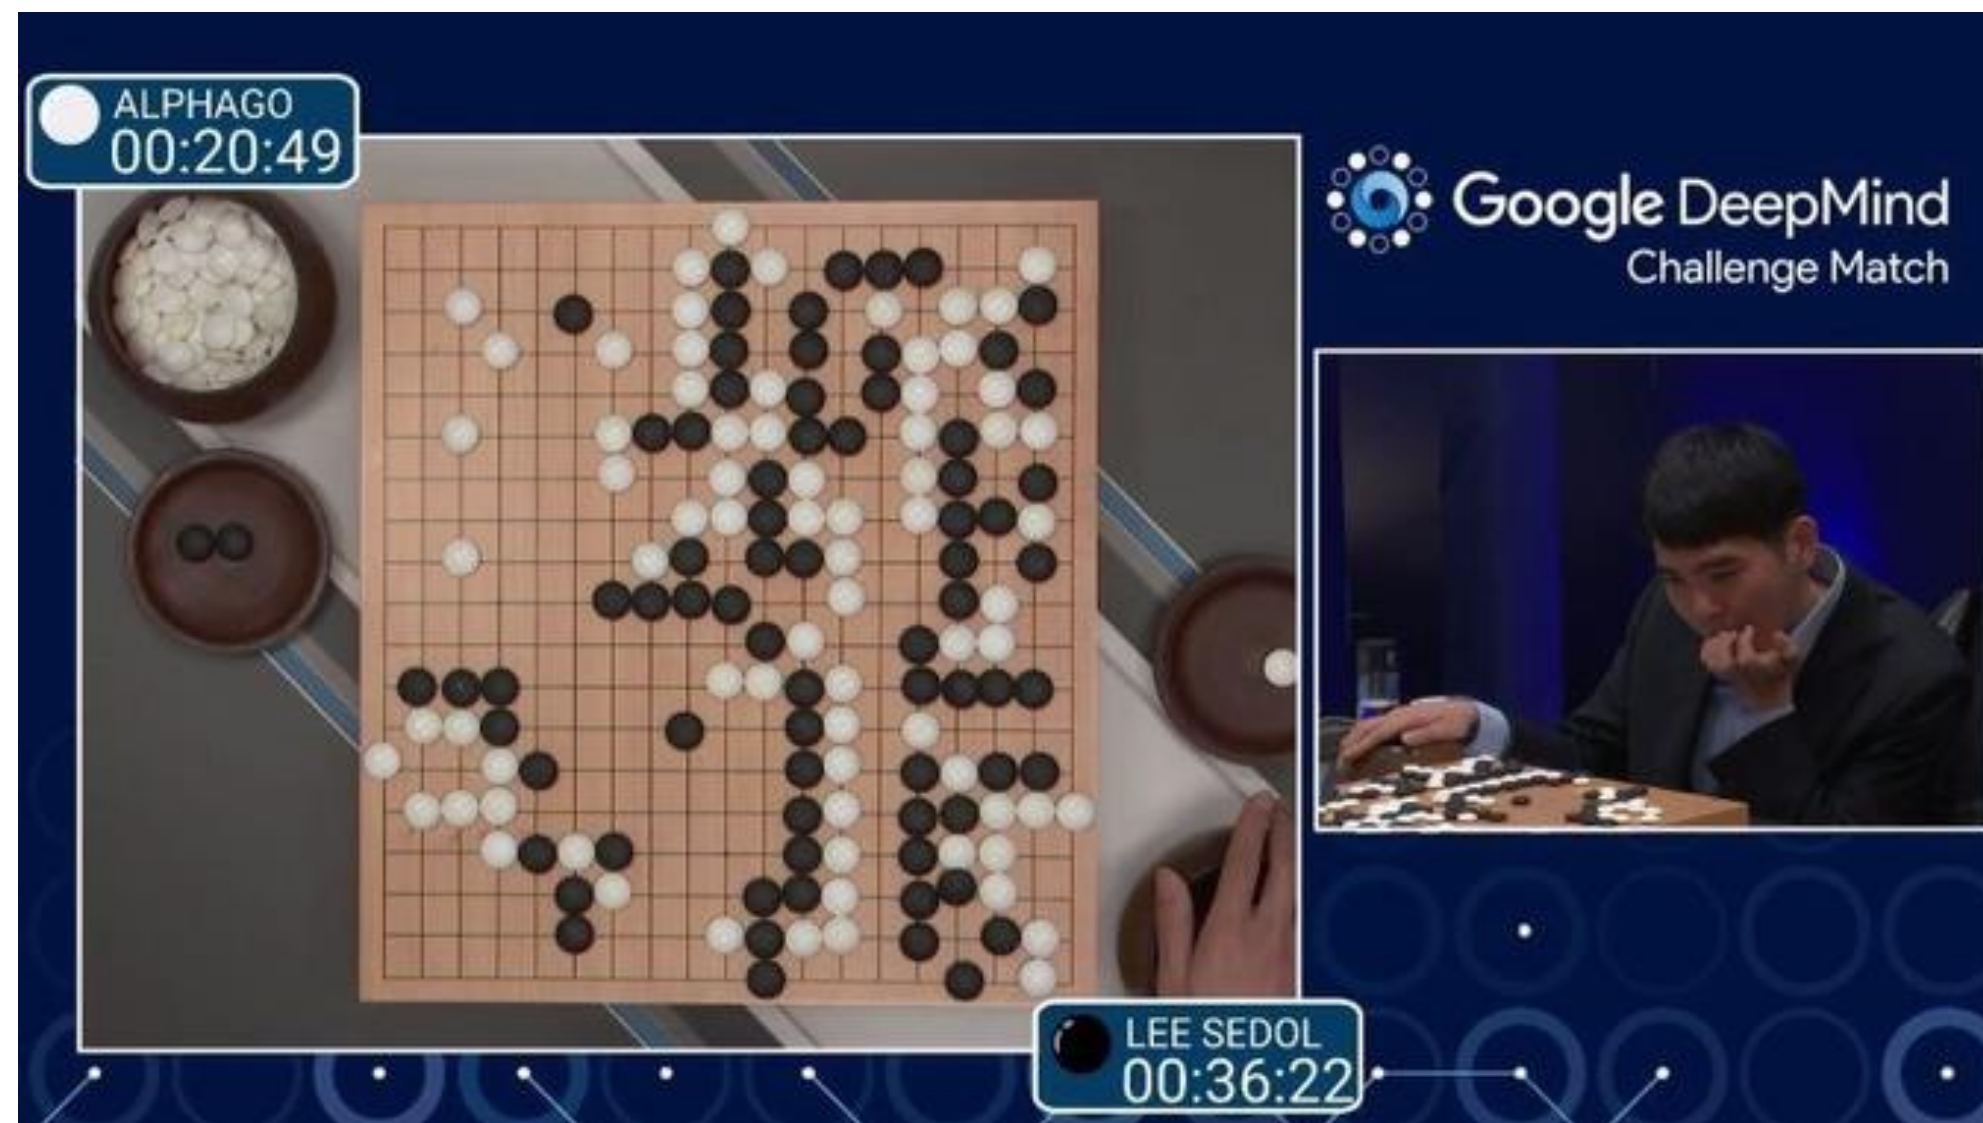 ALPHAGO
00:20:49
Google DeepMind
Challenge Match
LEE SEDOL
00:36:22